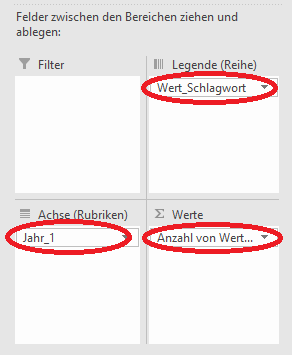 Felder zwischen den Bereichen ziehen und
ablegen:
Filter
Legende (Reihe)
Wert_Schlagwort
Achse (Rubriken)
Werte
Jahr_1
Anzahl von Wert...